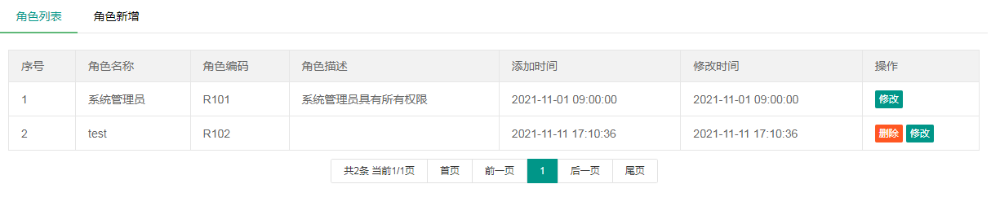 角色列表 角色新增
序号 角色名称 角色编码 角色描述 添加时间 修改时间 操作
1 系统管理员 R101 系统管理员具有所有权限 2021-11-01 09:00:00 2021-11-01 09:00:00 修改
2 test R102 2021-11-11 17:10:36 2021-11-11 17:10:36 删除 修改
共2条 当前1/1页 首页 前一页 1 后一页 尾页